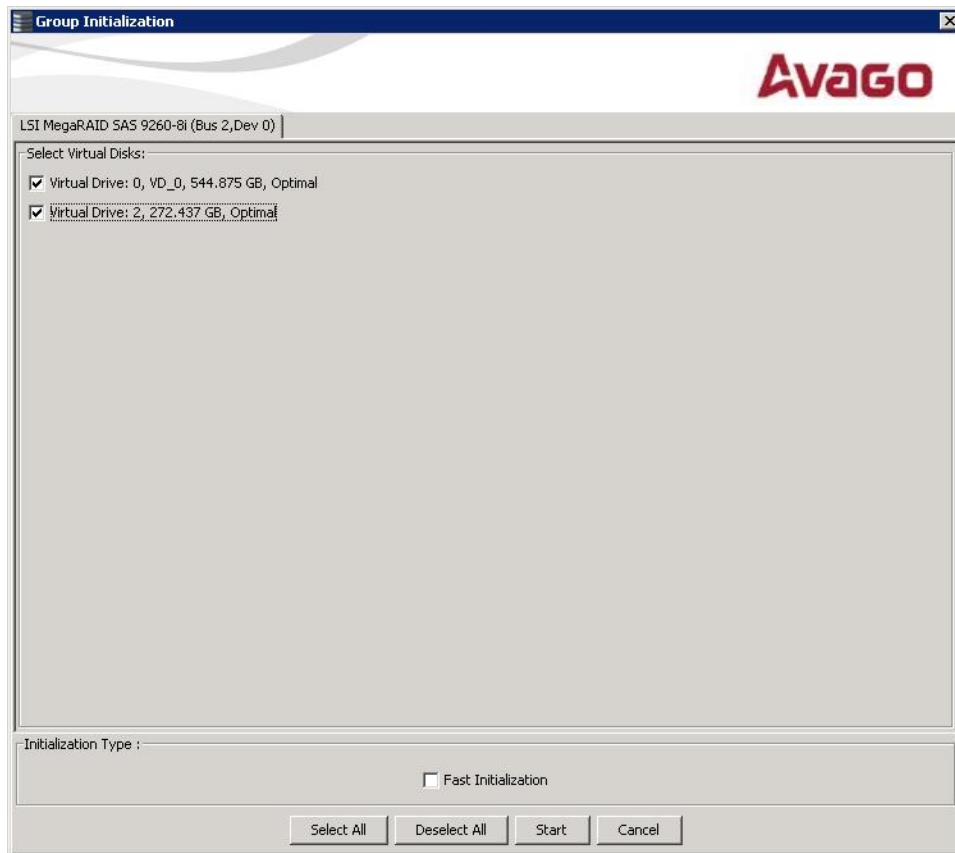 Group Initialization
AVAGO
LSI MegaRAID SAS 9260-8i (Bus 2,Dev 0)
Select Virtual Disks:
Virtual Drive: 0, VD_0, 544.875 GB, Optimal
Virtual Drive: 2, 272.437 GB, Optimal
Initialization Type :
Fast Initialization
Select All Deselect All Start Cancel